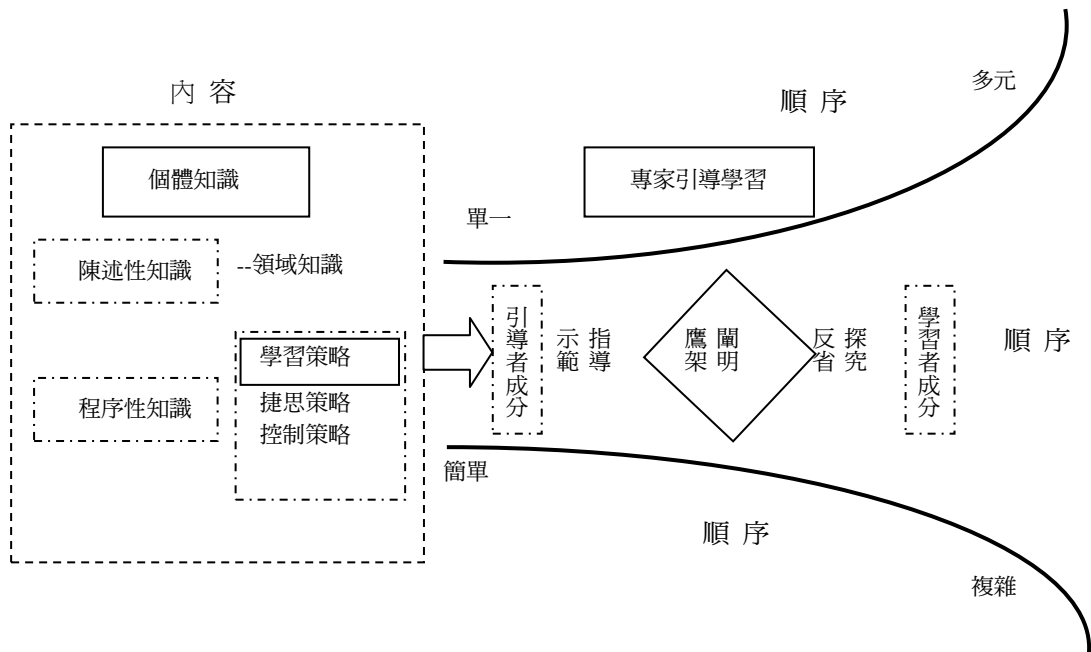 內 容
順 序
多元
個體知識
專家引導學習
單一
陳述性知識
--領域知識
引導者成分
示範
指導
鷹架
闡明
反省
探究
學習者成分
順 序
學習策略
程序性知識
捷思策略
控制策略
簡單
順 序
複雜